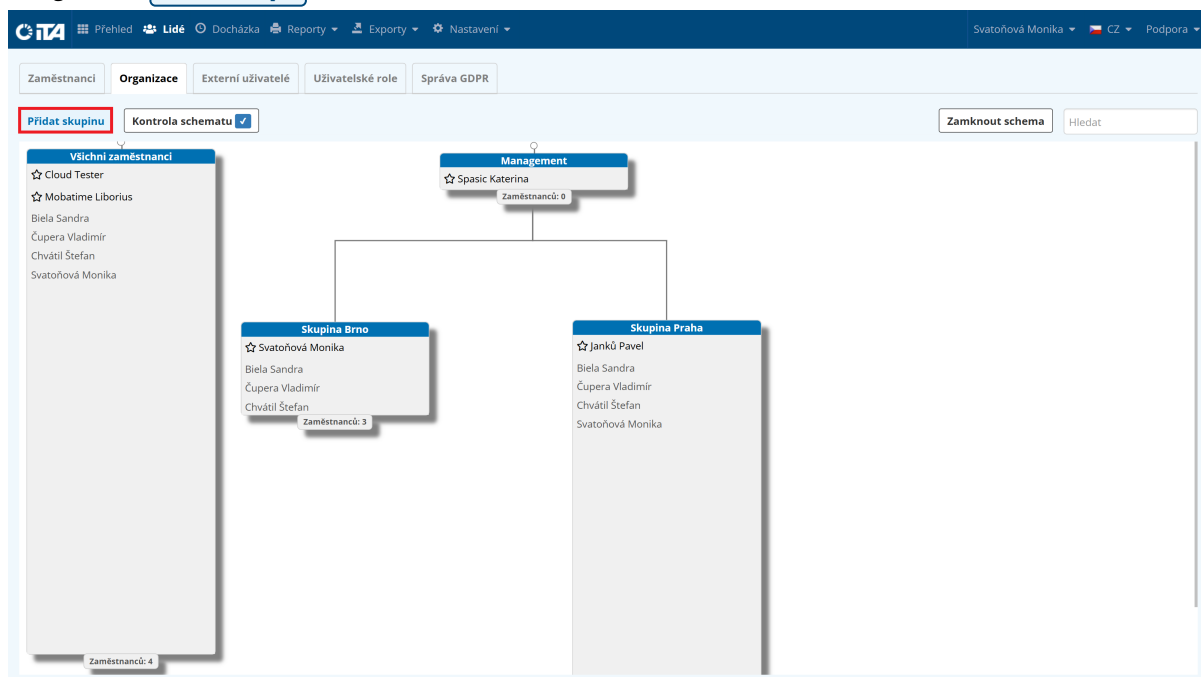 iTA Přehled Lidé Docházka Reporty Exporty Nastavení Svatoňová Monika CZ Podpora
Zaměstnanci Organizace Externí uživatelé Uživatelské role Správa GDPR
Přidat skupinu Kontrola schematu Zamknout schema Hledat
Všichni zaměstnanci
Cloud Tester
Mobatime Liborius
Biela Sandra
Čupera Vladimír
Chvátil Štefan
Svatoňová Monika
Zaměstnanců: 4
Management
Spasic Katerina
Zaměstnanců: 0
Skupina Brno
Svatoňová Monika
Biela Sandra
Čupera Vladimír
Chvátil Štefan
Zaměstnanců: 3
Skupina Praha
Janků Pavel
Biela Sandra
Čupera Vladimír
Chvátil Štefan
Svatoňová Monika